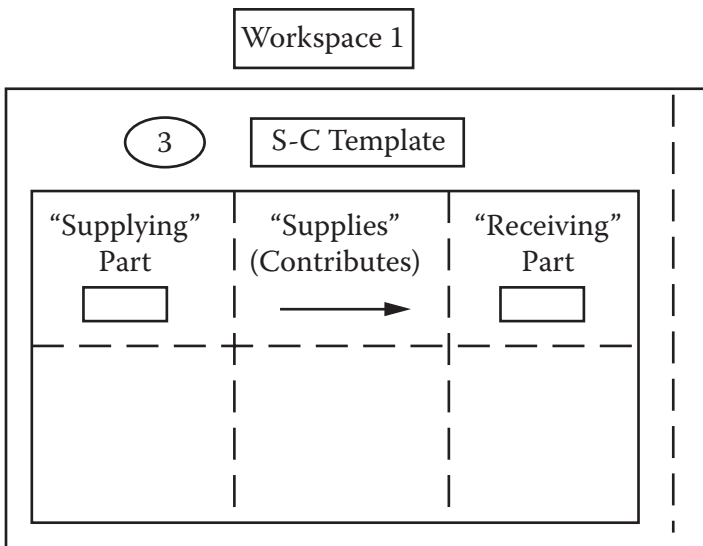 Workspace 1
3
S-C Template
“Supplying”
Part
“Supplies”
(Contributes)
“Receiving”
Part